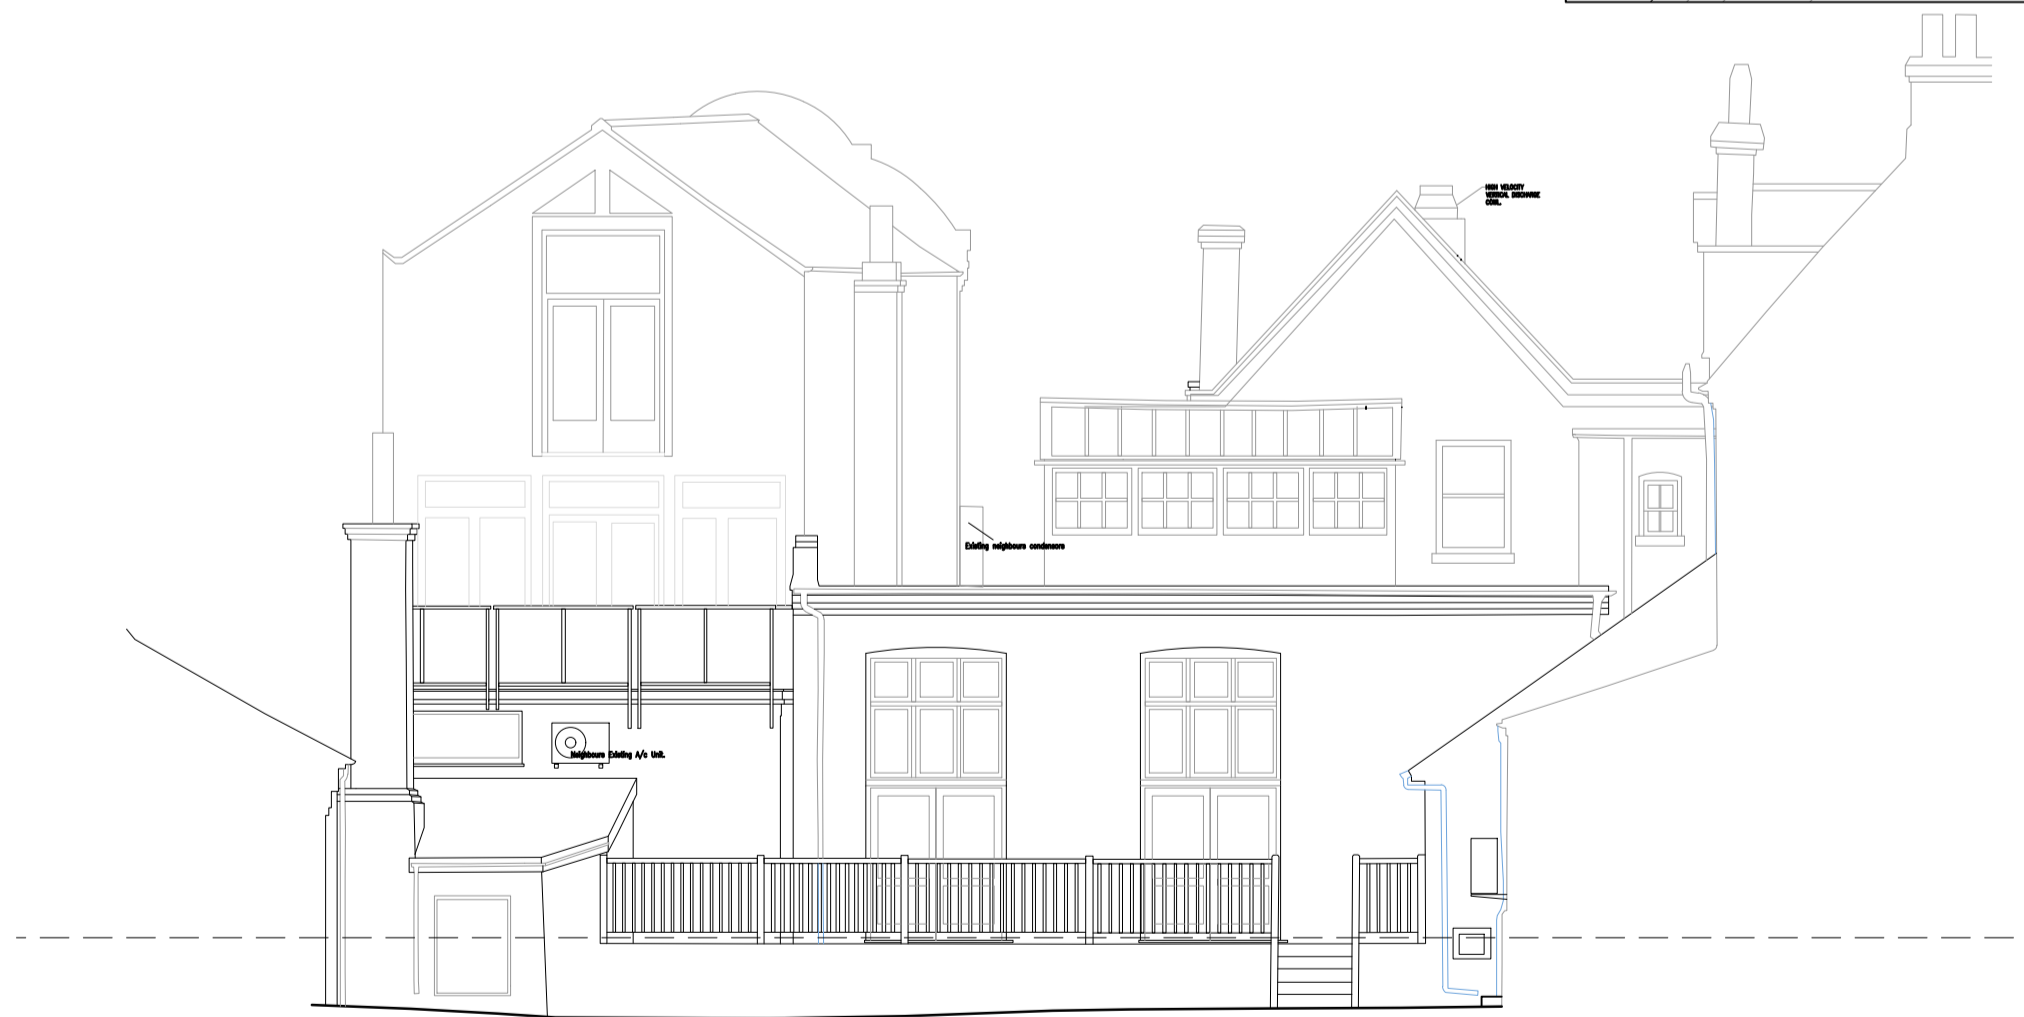 HIGH VELOCITY
VERTICAL DISCHARGE
COWL.
Existing neighbours condensors
Neighbours Existing A/c Unit.